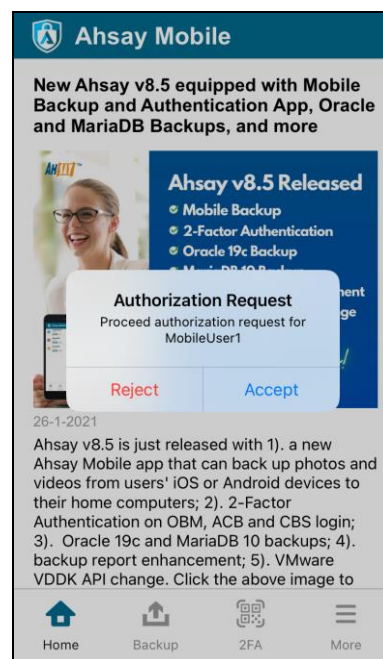 Ahsay Mobile
New Ahsay v8.5 equipped with Mobile
Backup and Authentication App, Oracle
and MariaDB Backups, and more
Ahsay v8.5 Released
Mobile Backup
2-Factor Authentication
Oracle 19c Backup
Authorization Request
Proceed authorization request for
MobileUser1
Reject
Accept
26-1-2021
Ahsay v8.5 is just released with 1). a new
Ahsay Mobile app that can back up photos and
videos from users' iOS or Android devices to
their home computers; 2). 2-Factor
Authentication on OBM, ACB and CBS login;
3). Oracle 19c and MariaDB 10 backups; 4).
backup report enhancement; 5). VMware
VDDK API change. Click the above image to
Home
Backup
2FA
More